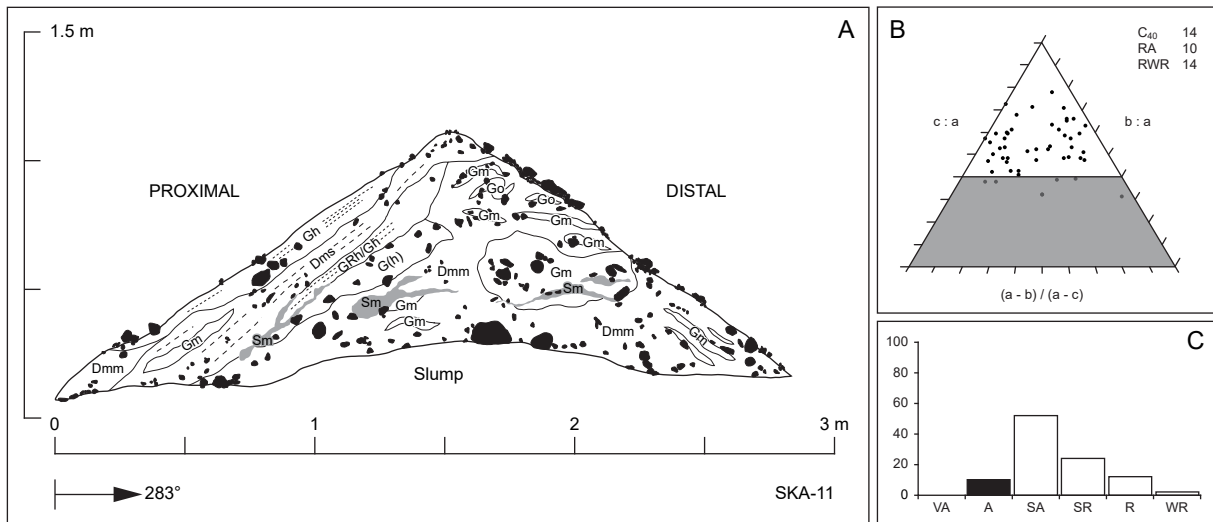 1.5 m
A
PROXIMAL
DISTAL
Gm
Go
Go
Gm
Gm
Gm
Gh
Dms
GRh/Gh
G(h)
Dmm
Gm
Sm
Sm
Gm
Gm
Sm
Gm
Dmm
Gm
Dmm
Slump
0 1 2 3 m
283°
SKA-11
B
C₄₀ 14
RA 10
RWR 14
c : a
b : a
(a - b) / (a - c)
C
100
80
60
40
20
0
VA A SA SR R WR